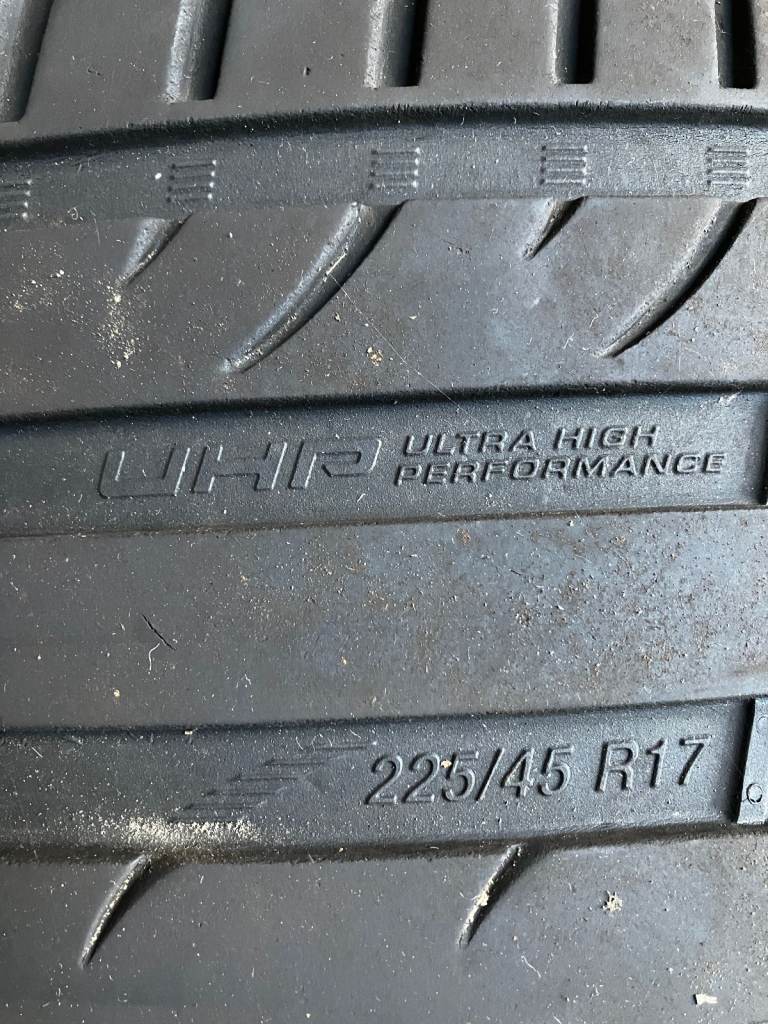 UHP ULTRA HIGH
PERFORMANCE
225/45 R17